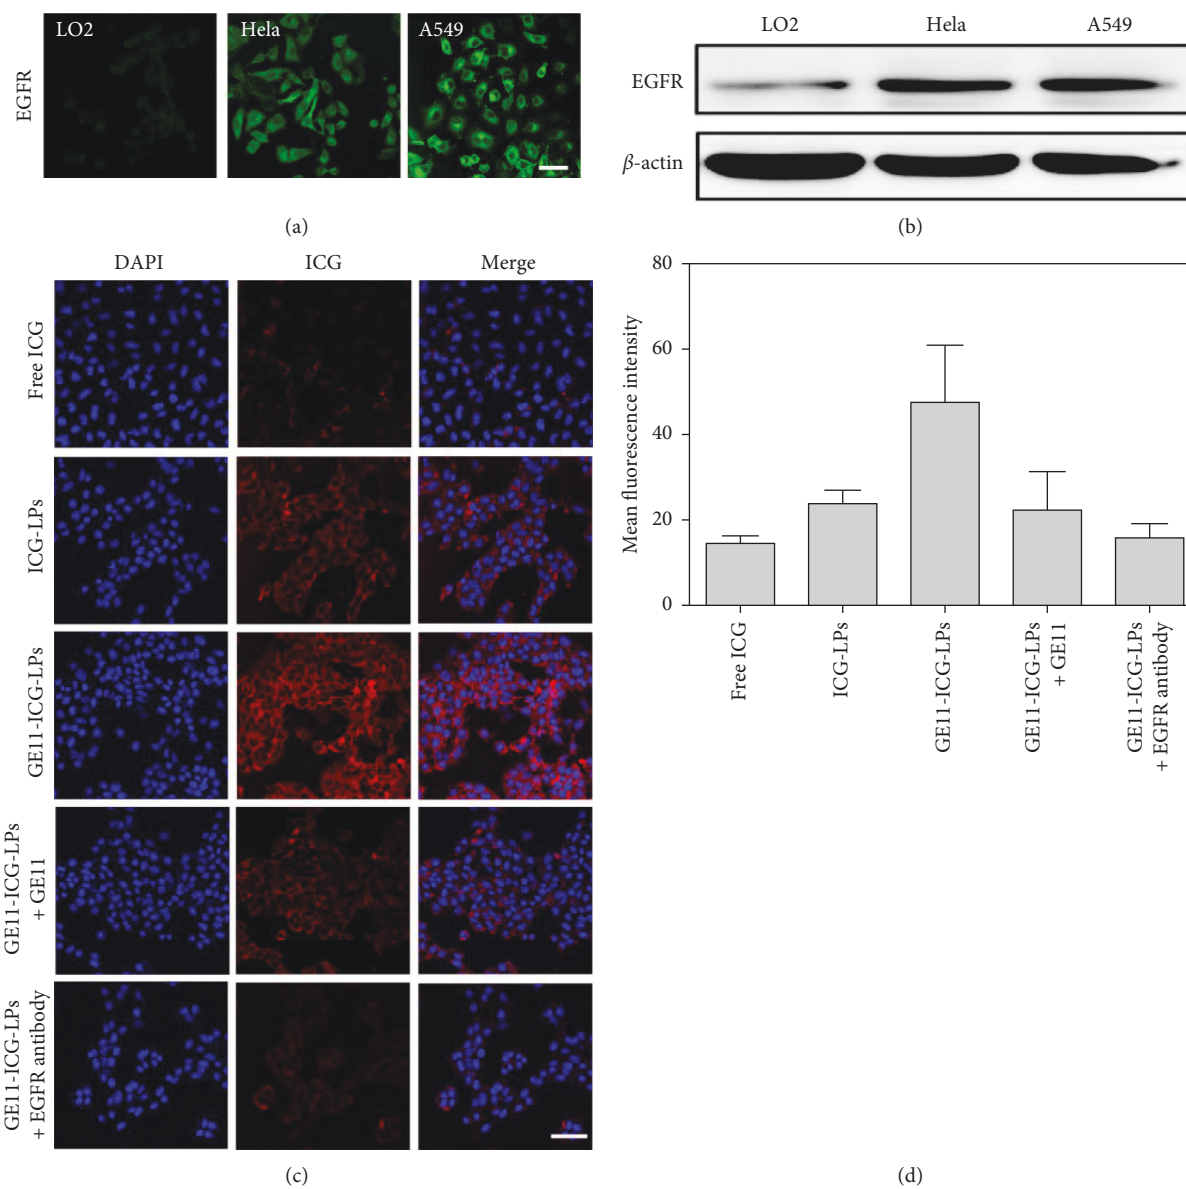 LO2
Hela
A549
EGFR
(a)
LO2
Hela
A549
EGFR
β-actin
(b)
DAPI
ICG
Merge
Free ICG
ICG-LPs
GE11-ICG-LPs
GE11-ICG-LPs
+ GE11
GE11-ICG-LPs
+ EGFR antibody
(c)
80
60
40
20
0
Mean fluorescence intensity
Free ICG
ICG-LPs
GE11-ICG-LPs
GE11-ICG-LPs
+ GE11
GE11-ICG-LPs
+ EGFR antibody
(d)